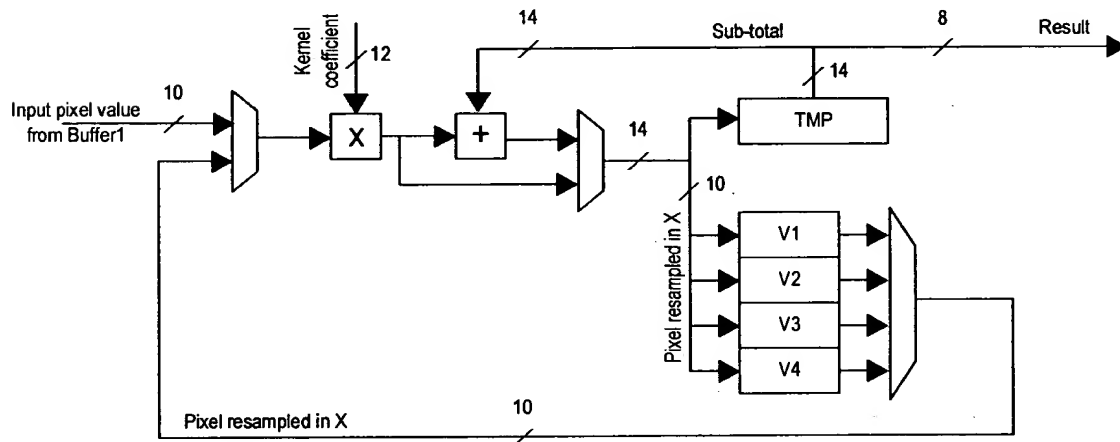 14
Sub-total
8
Result
Kernel
coefficient
12
10
Input pixel value
from Buffer1
X
+
14
14
TMP
10
Pixel resampled in X
V1
V2
V3
V4
10
Pixel resampled in X